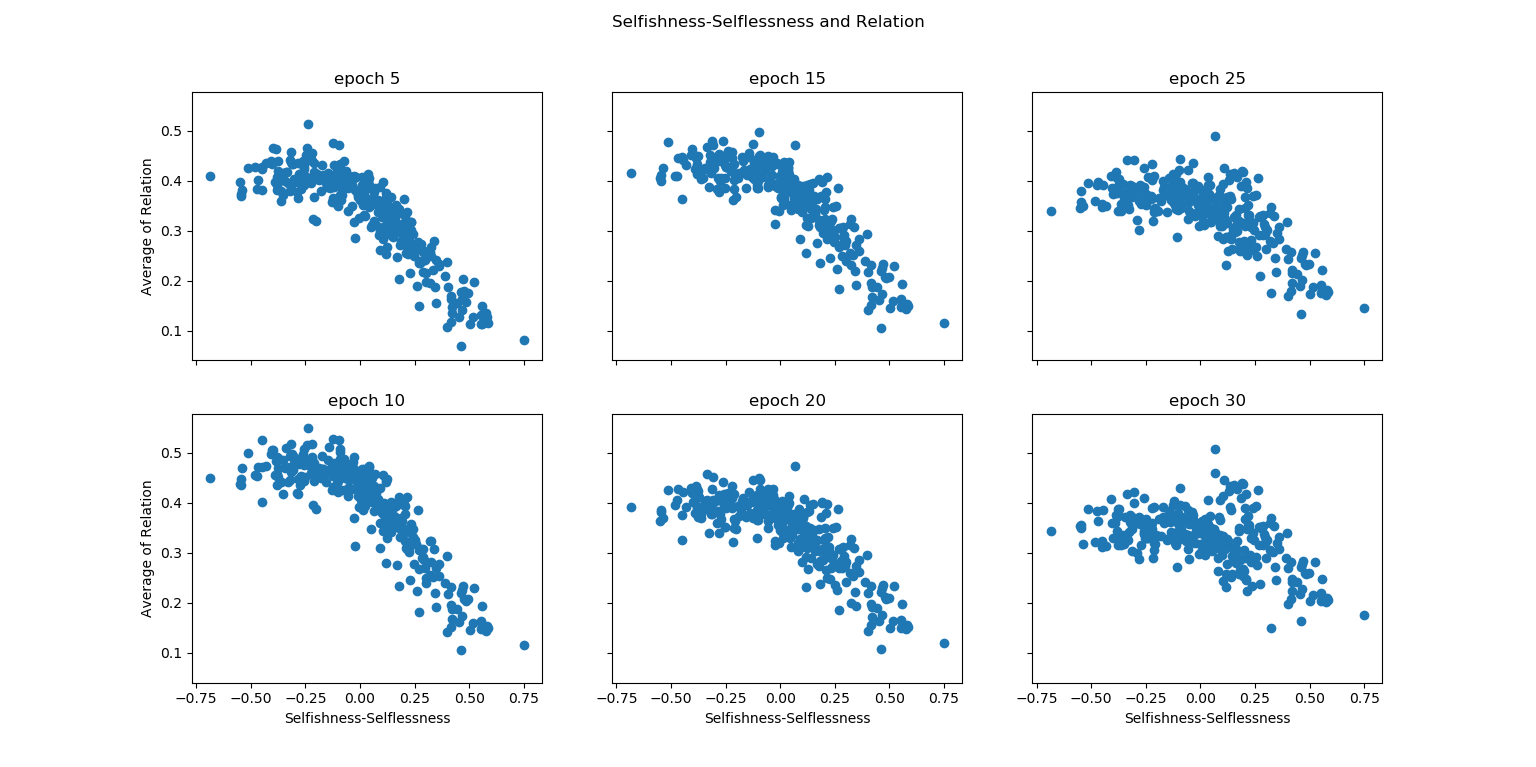 Selfishness-Selflessness and Relation
epoch 5
epoch 15
epoch 25
0.5
0.4
0.3
0.2
0.1
Average of Relation
epoch 10
epoch 20
epoch 30
0.5
0.4
0.3
0.2
0.1
Average of Relation
−0.75 −0.50 −0.25 0.00 0.25 0.50 0.75
−0.75 −0.50 −0.25 0.00 0.25 0.50 0.75
−0.75 −0.50 −0.25 0.00 0.25 0.50 0.75
Selfishness-Selflessness
Selfishness-Selflessness
Selfishness-Selflessness